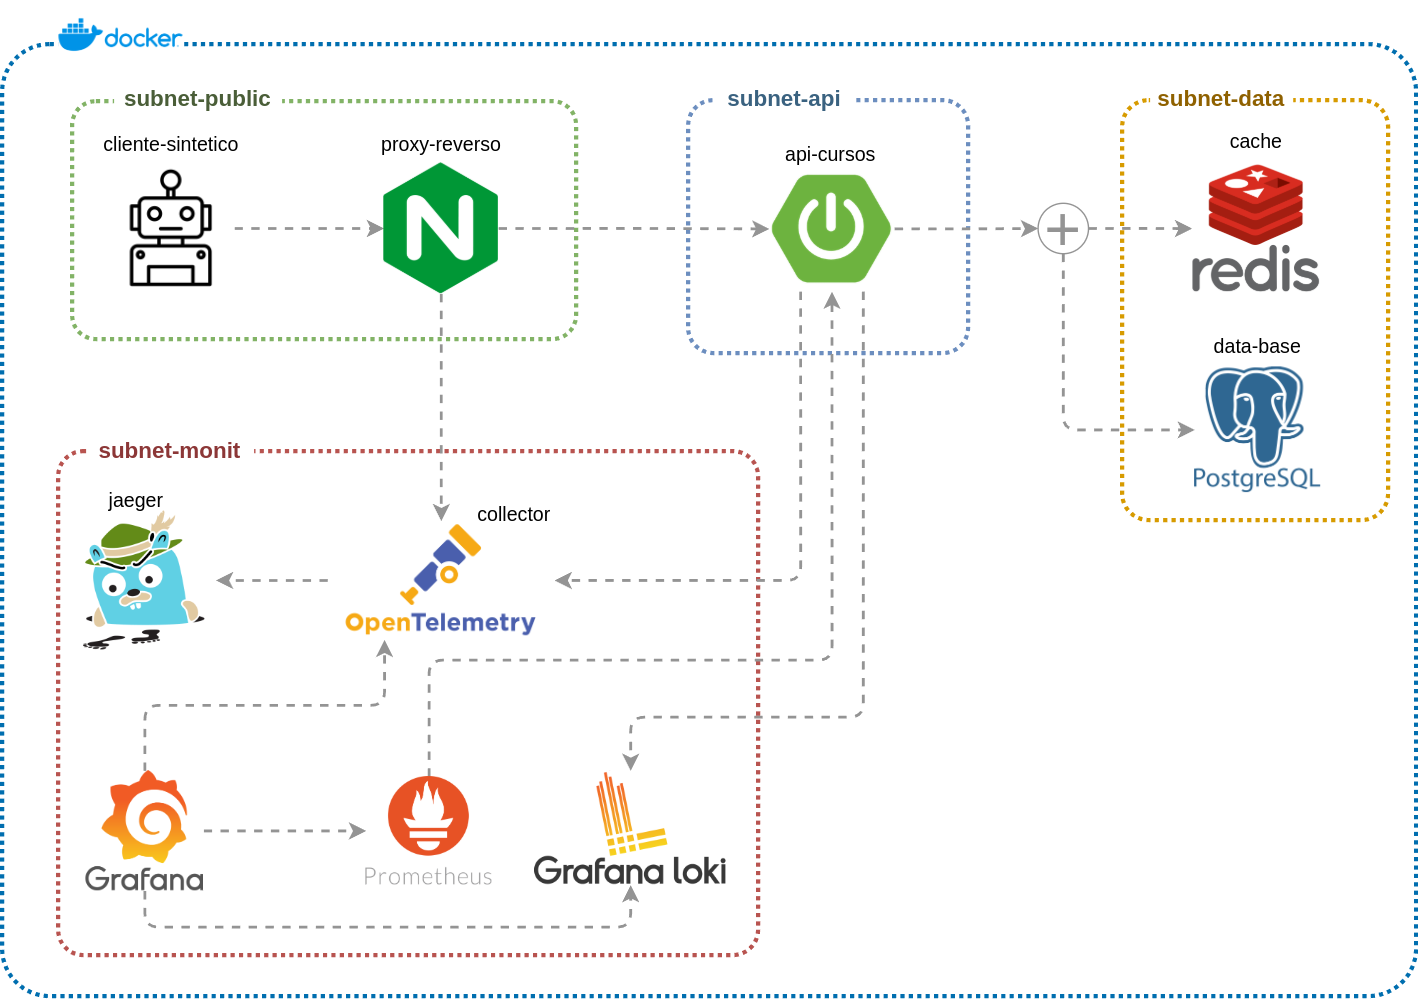 docker
subnet-public
subnet-api
subnet-data
cliente-sintetico
proxy-reverso
api-cursos
cache
redis
data-base
PostgreSQL
subnet-monit
jaeger
collector
OpenTelemetry
Grafana
Prometheus
Grafana loki